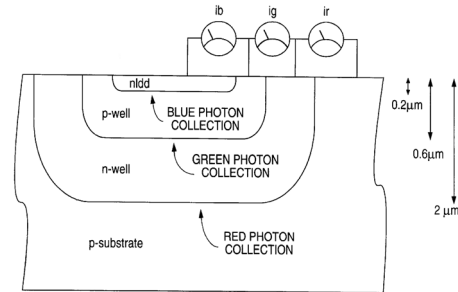 ib ig ir
nldd
0.2µm
p-well
BLUE PHOTON
COLLECTION
0.6µm
GREEN PHOTON
COLLECTION
n-well
2 µm
RED PHOTON
COLLECTION
p-substrate